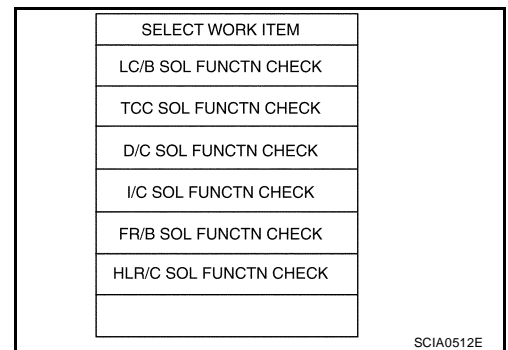 SELECT WORK ITEM
LC/B SOL FUNCTN CHECK
TCC SOL FUNCTN CHECK
D/C SOL FUNCTN CHECK
I/C SOL FUNCTN CHECK
FR/B SOL FUNCTN CHECK
HLR/C SOL FUNCTN CHECK
SCIA0512E